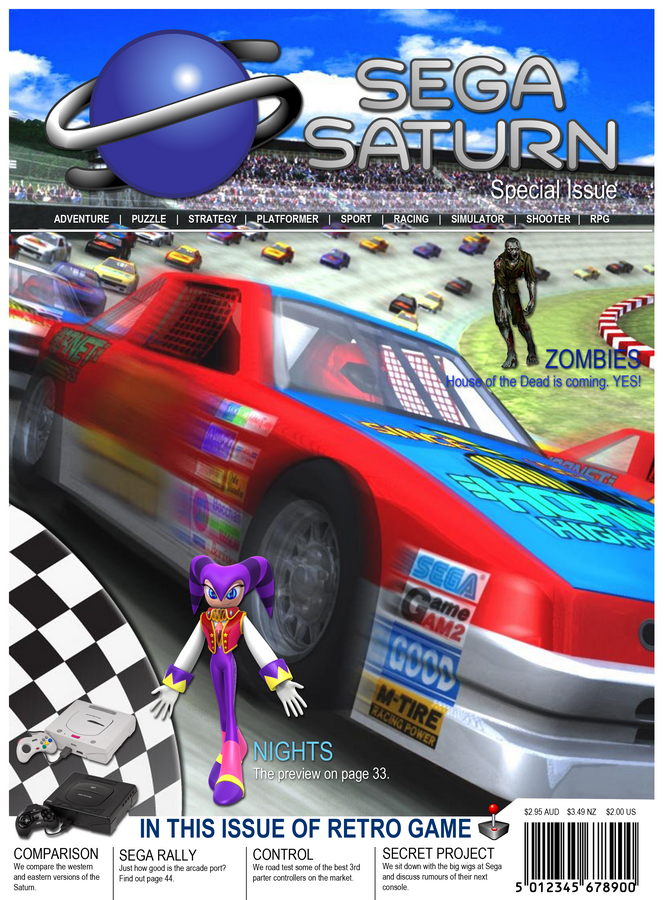 SEGA
SATURN
Special Issue
ADVENTURE | PUZZLE | STRATEGY | PLATFORMER | SPORT | RACING | SIMULATOR | SHOOTER | RPG
ZOMBIES
House of the Dead is coming. YES!
SEGA
Game
AM2
GOOD
M-TIRE
RACING POWER
NIGHTS
The preview on page 33.
$2.95 AUD $3.49 NZ $2.00 US
IN THIS ISSUE OF RETRO GAME
COMPARISON
We compare the western
and eastern versions of the
Saturn.
SEGA RALLY
Just how good is the arcade port?
Find out page 44.
CONTROL
We road test some of the best 3rd
parter controllers on the market.
SECRET PROJECT
We sit down with the big wigs at Sega
and discuss rumours of their next
console.
5 012345 678900